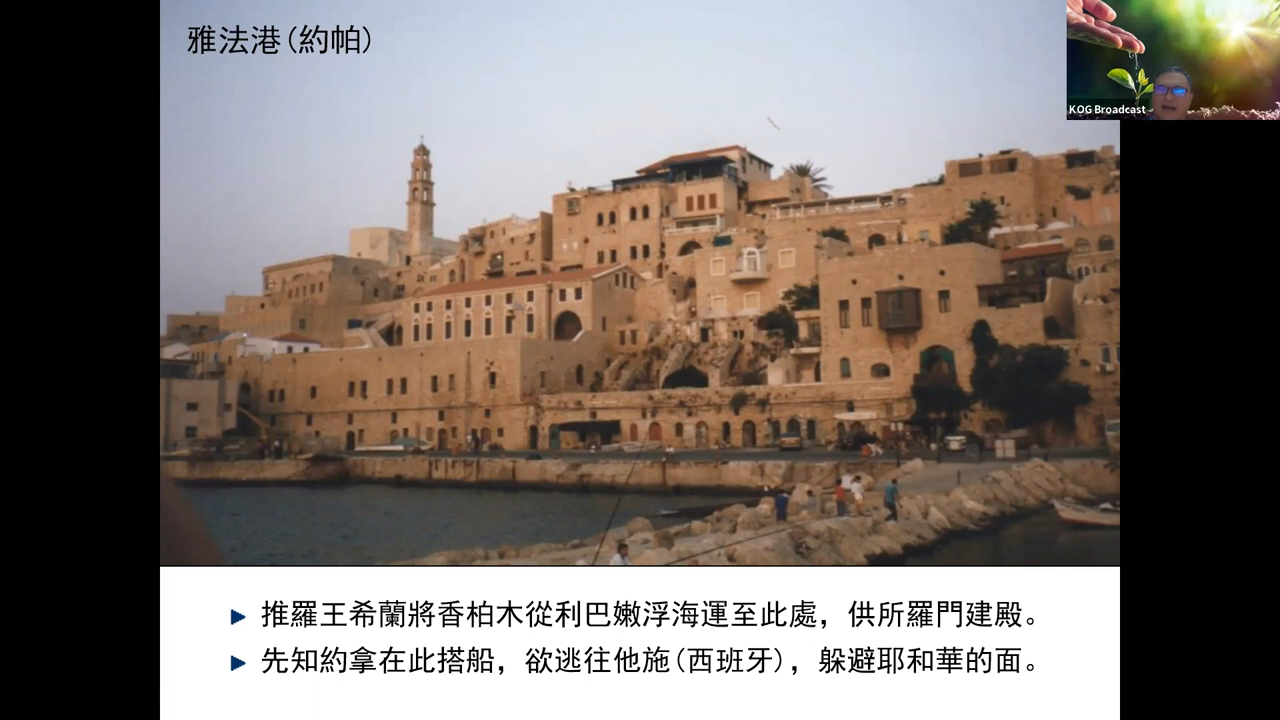 雅法港(約帕)
KOG Broadcast
推羅王希蘭將香柏木從利巴嫩浮海運至此處，供所羅門建殿。
先知約拿在此搭船，欲逃往他施(西班牙)，躲避耶和華的面。